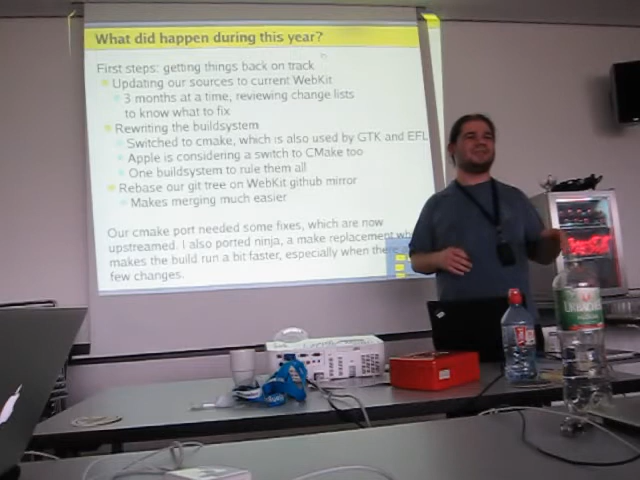 What did happen during this year?
First steps: getting things back on track
Updating our sources to current WebKit
3 months at a time, reviewing change lists
to know what to fix
Rewriting the buildsystem
Switched to cmake, which is also used by GTK and EFL
Apple is considering a switch to CMake too
One buildsystem to rule them all
Rebase our git tree on WebKit github mirror
Makes merging much easier
Our cmake port needed some fixes, which are now
upstreamed. I also ported ninja, a make replacement
makes the build run a bit faster, especially when
few changes.